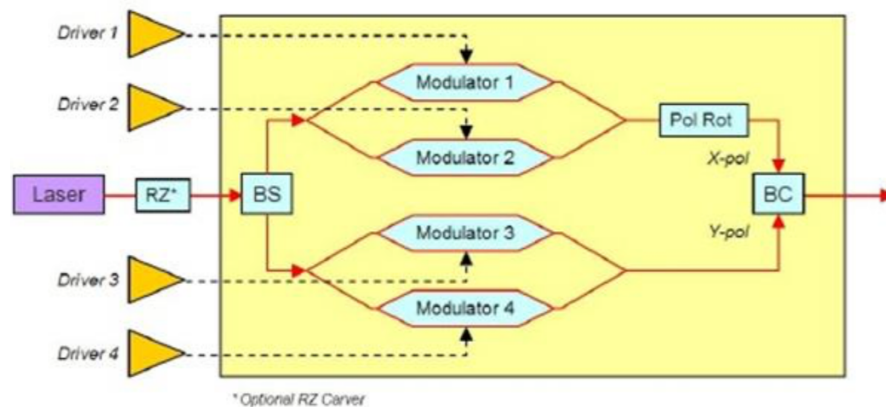 Driver 1
Modulator 1
Driver 2
Pol Rot
Modulator 2
X-pol
Laser
RZ*
BS
BC
Modulator 3
Y-pol
Driver 3
Modulator 4
Driver 4
* Optional RZ Carver